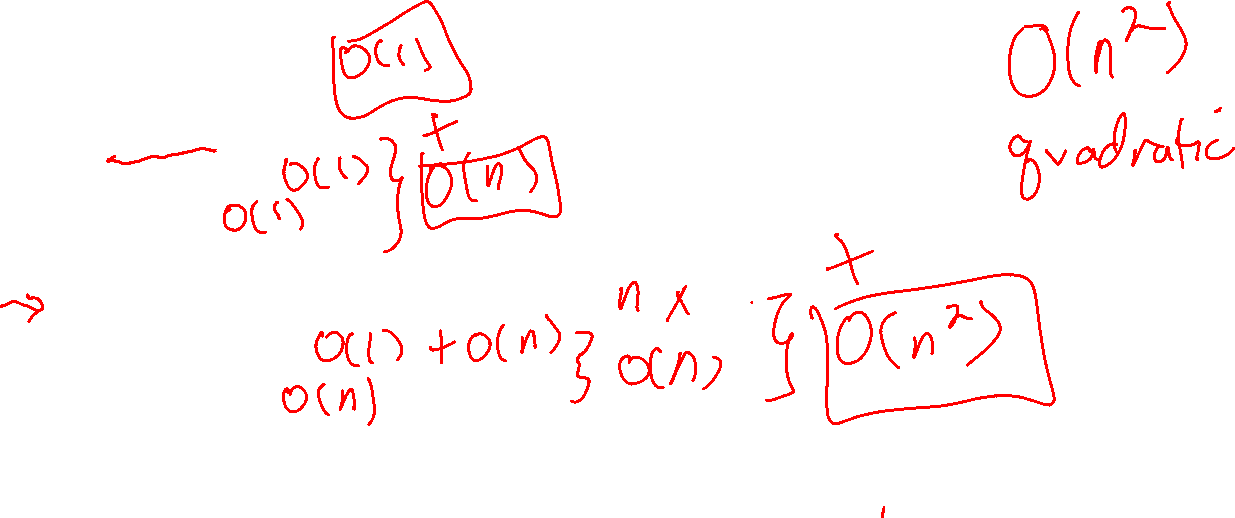 O(1)
O(n²)
quadratic
+
O(1) } O(n)
O(1)
+
n ×
O(1) + O(n) } O(n) } O(n²)
O(n)